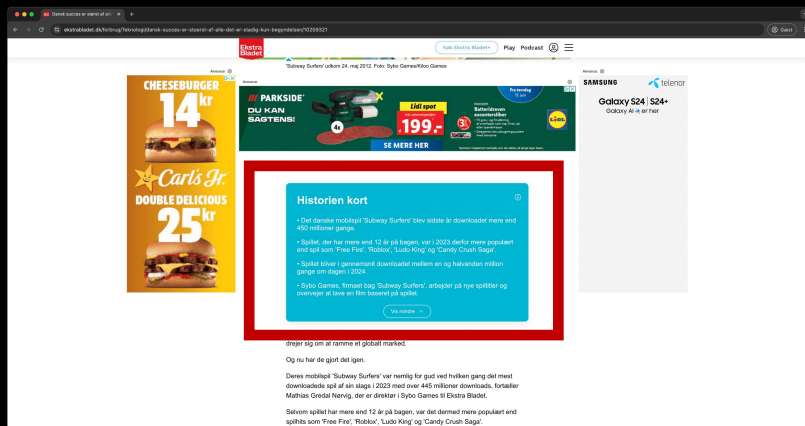 Dansk succes er størst af alle
ekstrabladet.dk/forbrug/Teknologi/dansk-succes-er-stoerst-af-alle-det-er-stadig-kun-begyndelsen/10259321
Gæst
Ekstra
Bladet
Køb Ekstra Bladet+
Play
Podcast
'Subway Surfers' udkom 24. maj 2012. Foto: Sybo Games/Kiloo Games
Annonce:
CHEESEBURGER
14kr
Carl's Jr.
DOUBLE DELICIOUS
25kr
Annonce:
PARKSIDE
DU KAN
SAGTENS!
4x
Lidl spot
199.-
SE MERE HER
Fra torsdag
13. juni
Batteridreven
excentersliber
LIDL
Annonce:
SAMSUNG
telenor
Galaxy S24 | S24+
Galaxy AI er her
Historien kort
• Det danske mobilspil 'Subway Surfers' blev sidste år downloadet mere end
450 millioner gange.
• Spillet, der har mere end 12 år på bagen, var i 2023 derfor mere populært
end spil som 'Free Fire', 'Roblox', 'Ludo King' og 'Candy Crush Saga'.
• Spillet bliver i gennemsnit downloadet mellem en og halvanden million
gange om dagen i 2024.
• Sybo Games, firmaet bag 'Subway Surfers', arbejder på nye spiltitler og
overvejer at lave en film baseret på spillet.
Vis mindre
drejer sig om at ramme et globalt marked.
Og nu har de gjort det igen.
Deres mobilspil 'Subway Surfers' var nemlig for gud ved hvilken gang det mest
downloadede spil af sin slags i 2023 med over 445 millioner downloads, fortæller
Mathias Gredal Nørvig, der er direktør i Sybo Games til Ekstra Bladet.
Selvom spillet har mere end 12 år på bagen, var det dermed mere populært end
spilhits som 'Free Fire', 'Roblox', 'Ludo King' og 'Candy Crush Saga'.